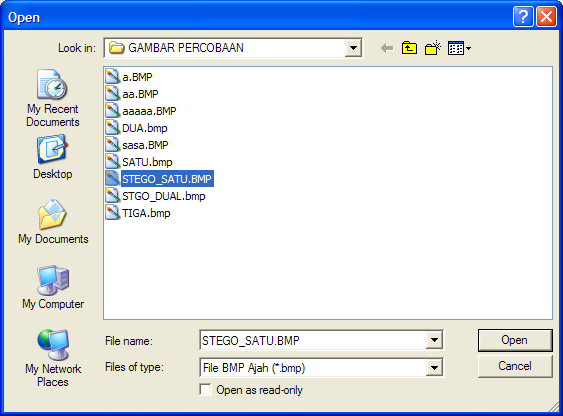 Open
Look in: GAMBAR PERCOBAAN
My Recent
Documents
Desktop
My Documents
My Computer
My Network
Places
a.BMP
aa.BMP
aaaaa.BMP
DUA.bmp
sasa.BMP
SATU.bmp
STEGO_SATU.BMP
STGO_DUAL.bmp
TIGA.bmp
File name: STEGO_SATU.BMP Open
Files of type: File BMP Ajah (*.bmp) Cancel
Open as read-only